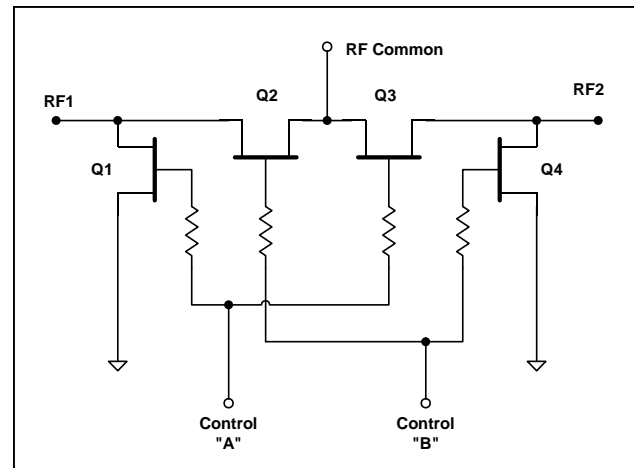 RF Common
RF1
Q2
Q3
RF2
Q1
Q4
Control
"A"
Control
"B"